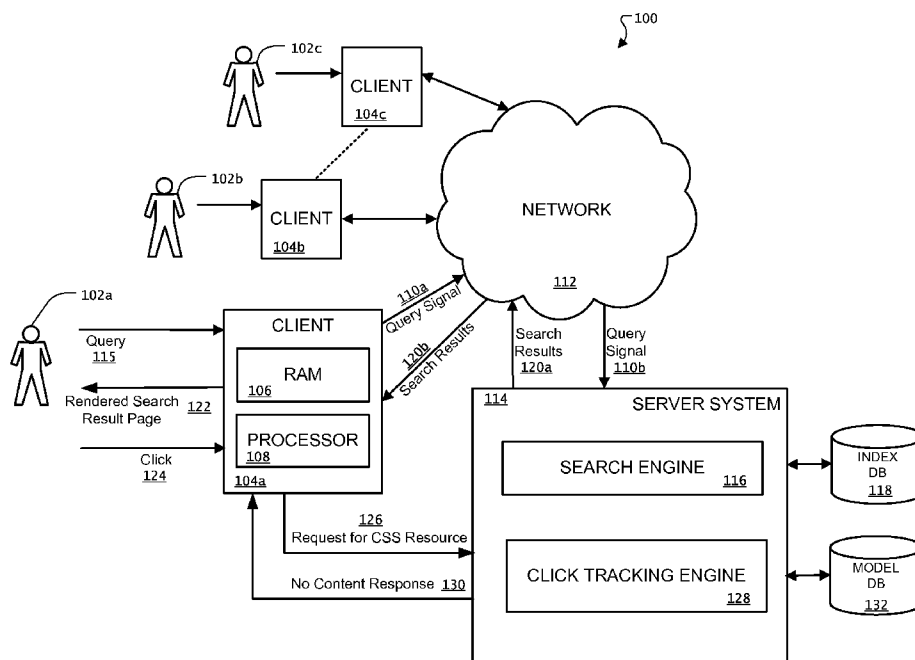 100
102c
CLIENT
104c
102b
CLIENT
104b
NETWORK
112
102a
Query
115
Rendered Search
Result Page
122
Click
124
CLIENT
RAM
106
PROCESSOR
108
104a
110a
Query Signal
120b
Search Results
Search
Results
120a
Query
Signal
110b
114
SERVER SYSTEM
SEARCH ENGINE
116
CLICK TRACKING ENGINE
128
INDEX
DB
118
MODEL
DB
132
126
Request for CSS Resource
No Content Response 130